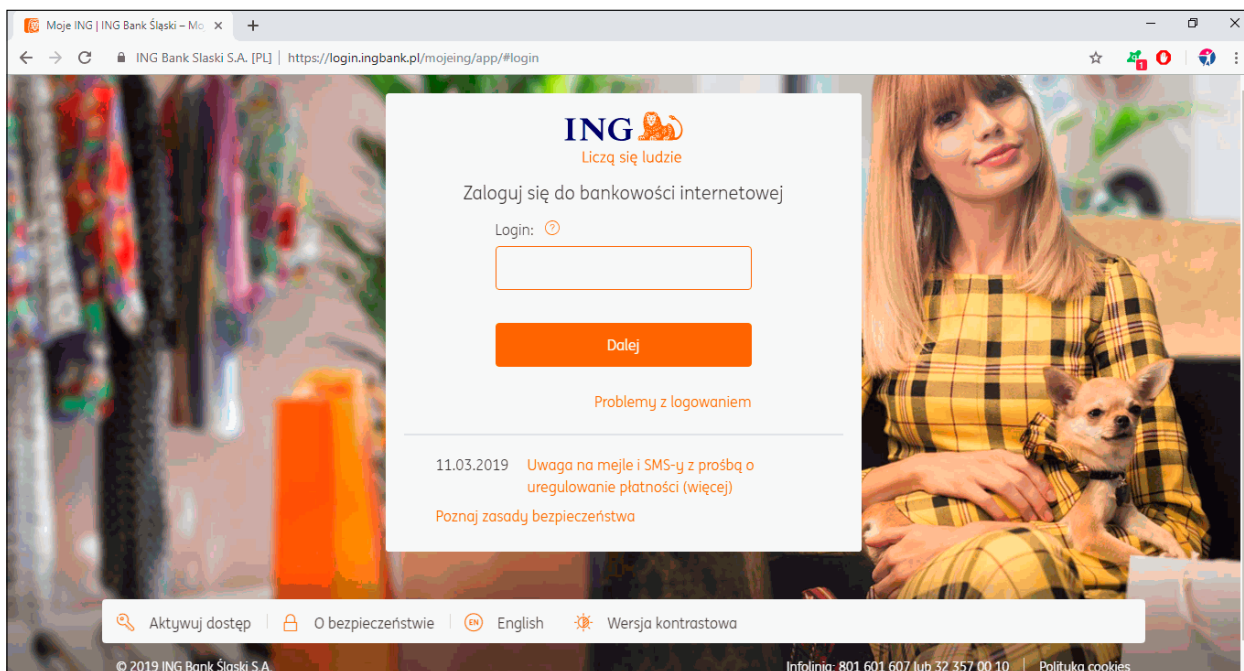 Moje ING | ING Bank Śląski – Mo
ING Bank Slaski S.A. [PL] | https://login.ingbank.pl/mojeing/app/#login
1
ING
Liczą się ludzie
Zaloguj się do bankowości internetowej
Login: ?
Dalej
Problemy z logowaniem
11.03.2019 Uwaga na mejle i SMS-y z prośbą o
uregulowanie płatności (więcej)
Poznaj zasady bezpieczeństwa
Aktywuj dostęp | O bezpieczeństwie | EN English Wersja kontrastowa
© 2019 ING Bank Śląski S.A. Infolinia: 801 601 607 lub 32 357 00 10 | Polityka cookies